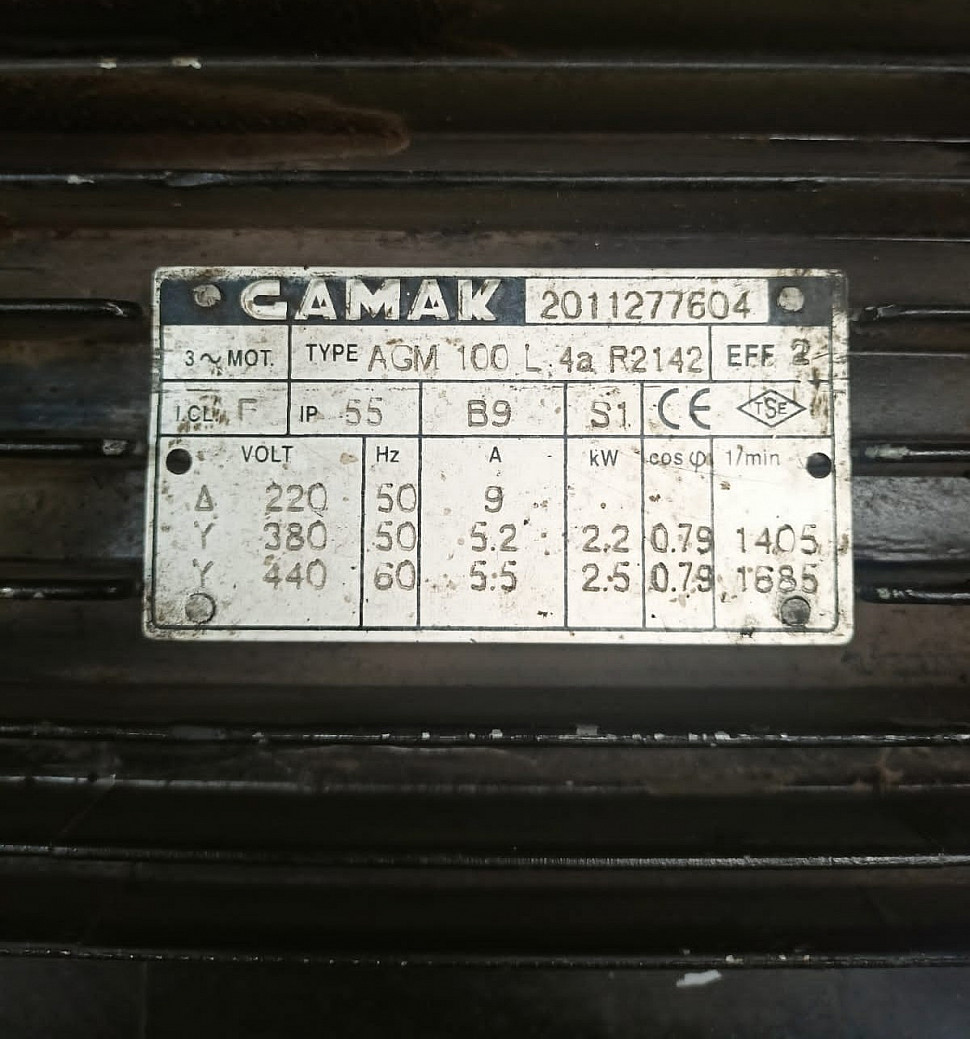 GAMAK 2011277604
3~MOT. TYPE AGM 100 L 4a R2142 EFF 2
I.CL. F IP 55 B9 S1 CE TSE
VOLT Hz A kW cos φ 1/min
Δ 220 50 9
Y 380 50 5.2 2.2 0.79 1405
Y 440 60 5.5 2.5 0.79 1685